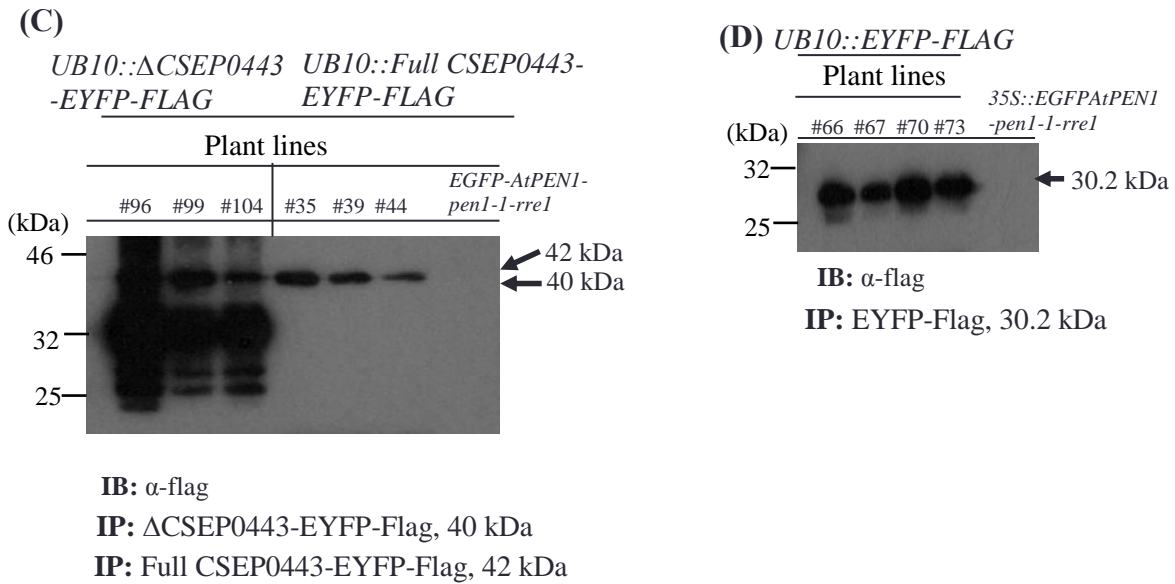 (C)
UB10::ΔCSEP0443
-EYFP-FLAG
UB10::Full CSEP0443-
EYFP-FLAG
Plant lines
EGFP-AtPEN1-
pen1-1-rre1
#96 #99 #104 #35 #39 #44
(kDa)
46
32
25
42 kDa
40 kDa
IB: α-flag
IP: ΔCSEP0443-EYFP-Flag, 40 kDa
IP: Full CSEP0443-EYFP-Flag, 42 kDa
(D) UB10::EYFP-FLAG
Plant lines
35S::EGFPAtPEN1
-pen1-1-rre1
(kDa) #66 #67 #70 #73
32
25
30.2 kDa
IB: α-flag
IP: EYFP-Flag, 30.2 kDa